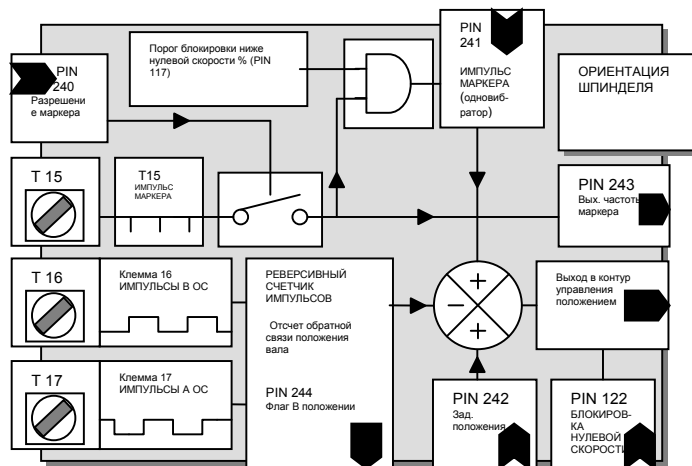 PIN
240
Разрешени
е маркера
Порог блокировки ниже
нулевой скорости % (PIN
117)
PIN
241
ИМПУЛЬС
МАРКЕРА
(одновиб-
ратор)
ОРИЕНТАЦИЯ
ШПИНДЕЛЯ
T 15
T15
ИМПУЛЬС
МАРКЕРА
PIN 243
Вых. частоты
маркера
T 16
Клемма 16
ИМПУЛЬСЫ В ОС
РЕВЕРСИВНЫЙ
СЧЕТЧИК
ИМПУЛЬСОВ
Отсчет обратной
связи положения
вала
PIN 244
Флаг В положении
+
−
+
Выход в контур
управления
положением
T 17
Клемма 17
ИМПУЛЬСЫ А ОС
PIN 242
Зад.
положения
PIN 122
БЛОКИРОВ-
КА
НУЛЕВОЙ
СКОРОСТИ